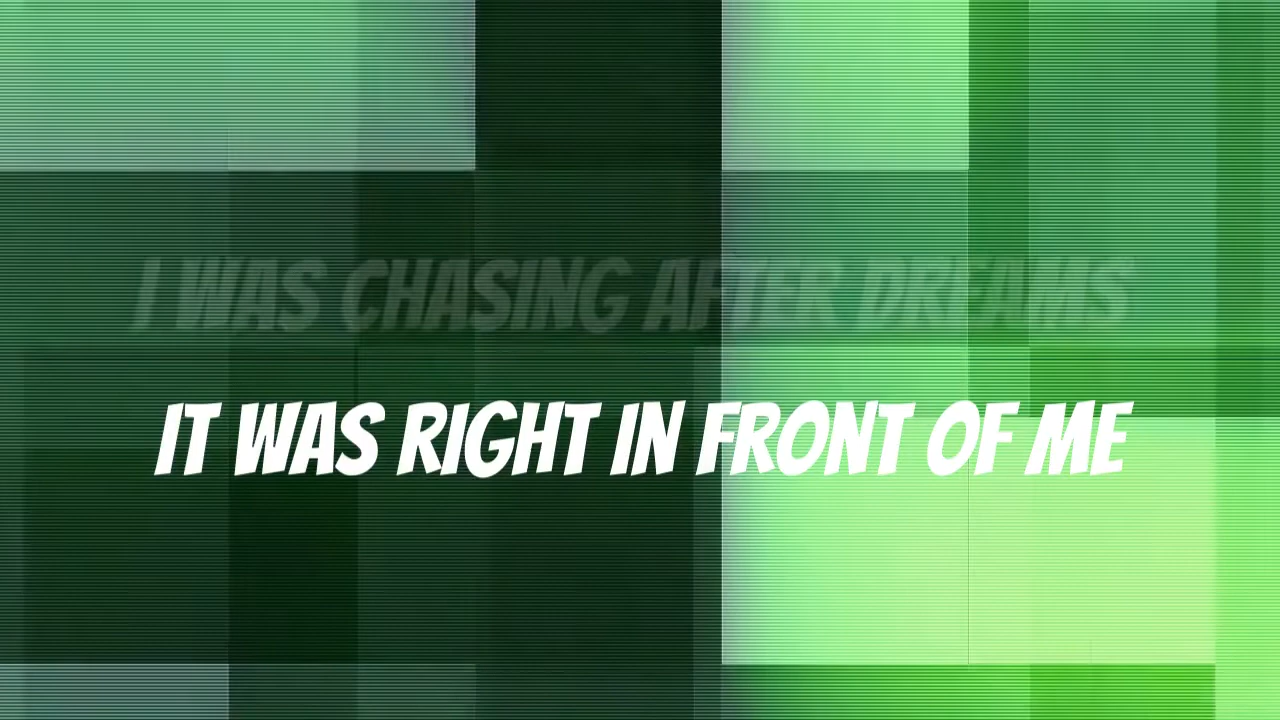 I WAS CHASING AFTER DREAMS
IT WAS RIGHT IN FRONT OF ME